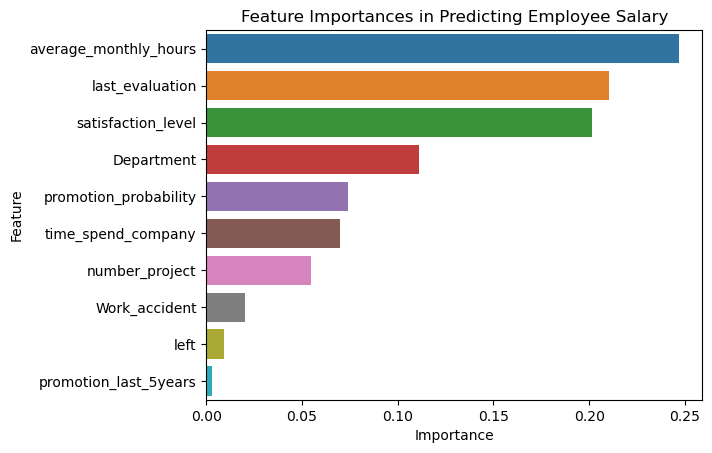 Feature Importances in Predicting Employee Salary
Feature
average_monthly_hours
last_evaluation
satisfaction_level
Department
promotion_probability
time_spend_company
number_project
Work_accident
left
promotion_last_5years
0.00 0.05 0.10 0.15 0.20 0.25
Importance